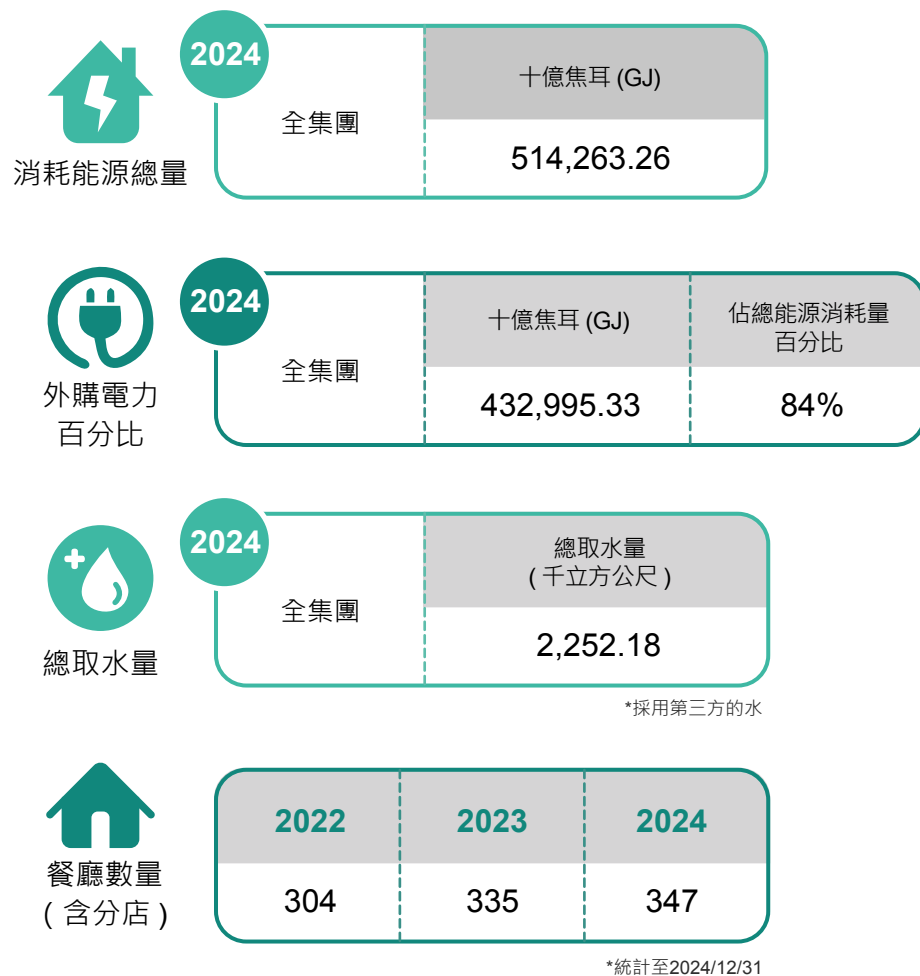 2024
全集團
十億焦耳 (GJ)
514,263.26
消耗能源總量
2024
全集團
十億焦耳 (GJ)
佔總能源消耗量
百分比
432,995.33
84%
外購電力
百分比
2024
全集團
總取水量
( 千立方公尺 )
2,252.18
總取水量
*採用第三方的水
2022
2023
2024
304
335
347
餐廳數量
( 含分店 )
*統計至2024/12/31